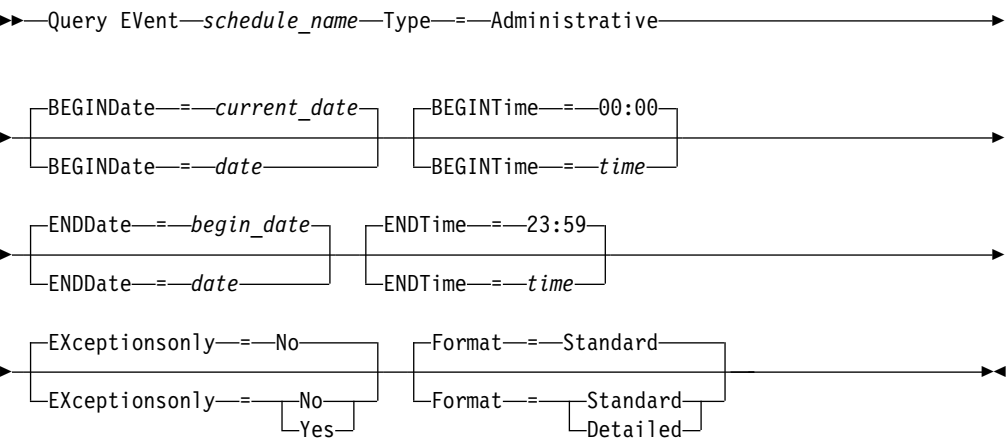 Query EVent schedule_name Type = Administrative
BEGINDate = current_date BEGINTime = 00:00
BEGINDate = date BEGINTime = time
ENDDate = begin_date ENDTime = 23:59
ENDDate = date ENDTime = time
EXceptionsonly = No Format = Standard
EXceptionsonly = No Format = Standard
Yes Detailed